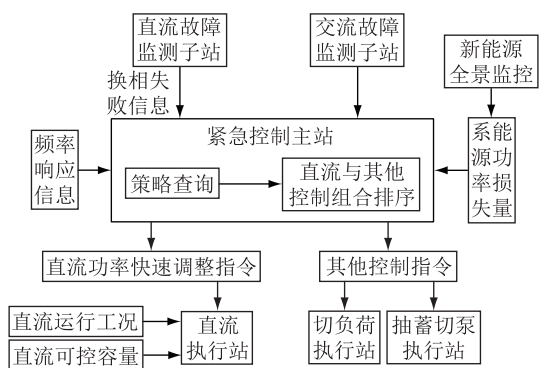 直流故障
监测子站
交流故障
监测子站
新能源
全景监控
换相失
败信息
紧急控制主站
频率
响应
信息
策略查询
直流与其他
控制组合排序
系能
源功
率损
失量
直流功率快速调整指令
其他控制指令
直流运行工况
直流可控容量
直流
执行站
切负荷
执行站
抽蓄切泵
执行站